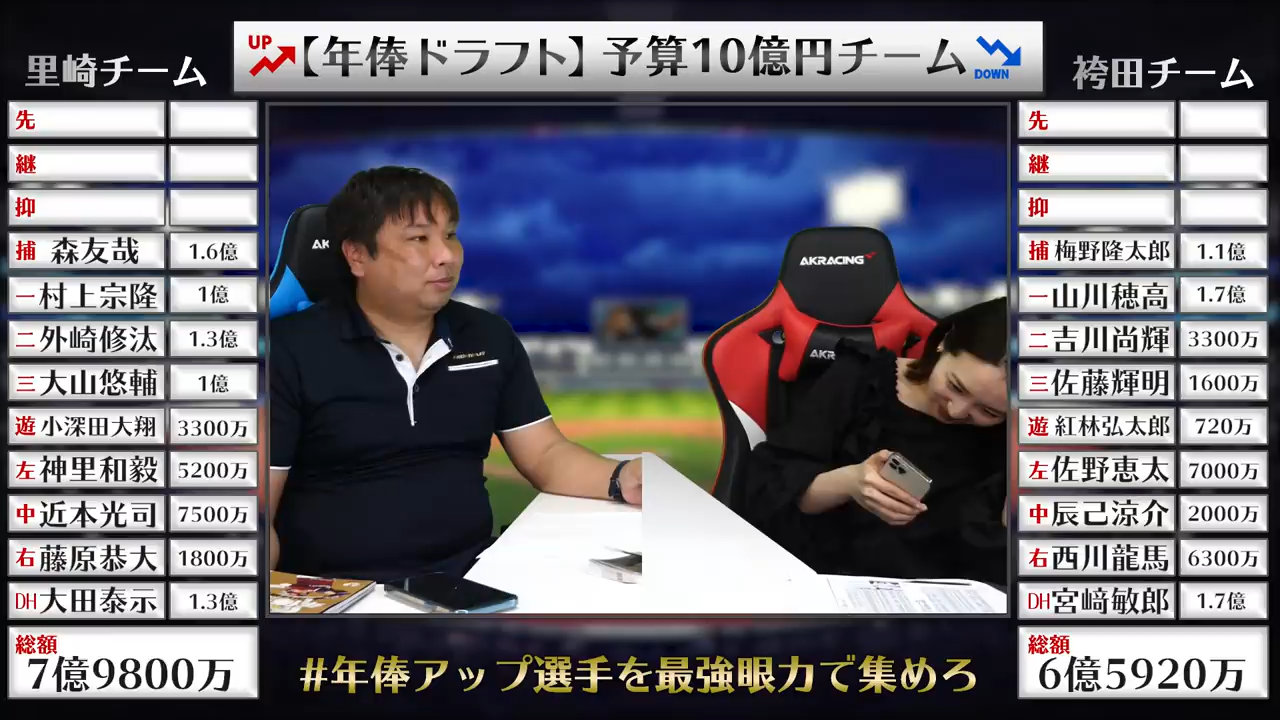 UP
【年俸ドラフト】予算10億円チーム
DOWN
里崎チーム
先
継
抑
捕 森友哉 1.6億
一 村上宗隆 1億
二 外崎修汰 1.3億
三 大山悠輔 1億
遊 小深田大翔 3300万
左 神里和毅 5200万
中 近本光司 7500万
右 藤原恭大 1800万
DH 大田泰示 1.3億
総額
7億9800万
袴田チーム
先
継
抑
捕 梅野隆太郎 1.1億
一 山川穂高 1.7億
二 吉川尚輝 3300万
三 佐藤輝明 1600万
遊 紅林弘太郎 720万
左 佐野恵太 7000万
中 辰己涼介 2000万
右 西川龍馬 6300万
DH 宮﨑敏郎 1.7億
総額
6億5920万
AK
AKRACING
AKR
#年俸アップ選手を最強眼力で集めろ